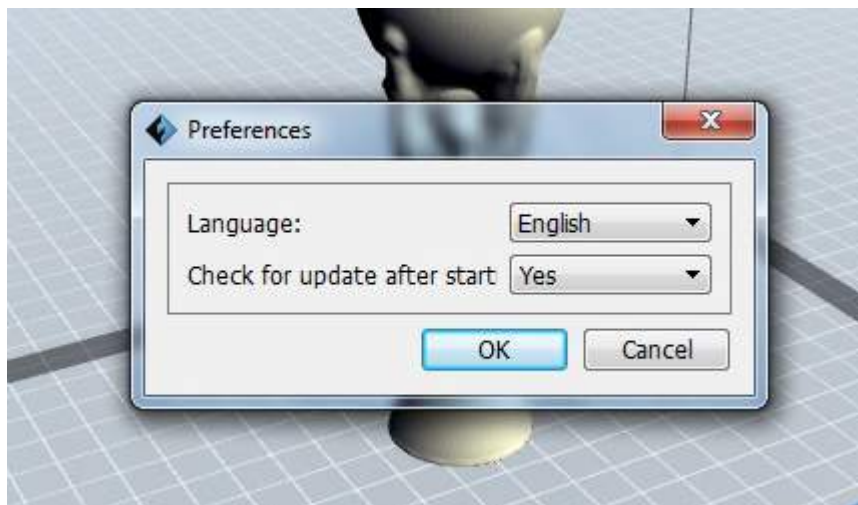 Preferences
Language: English
Check for update after start Yes
OK Cancel